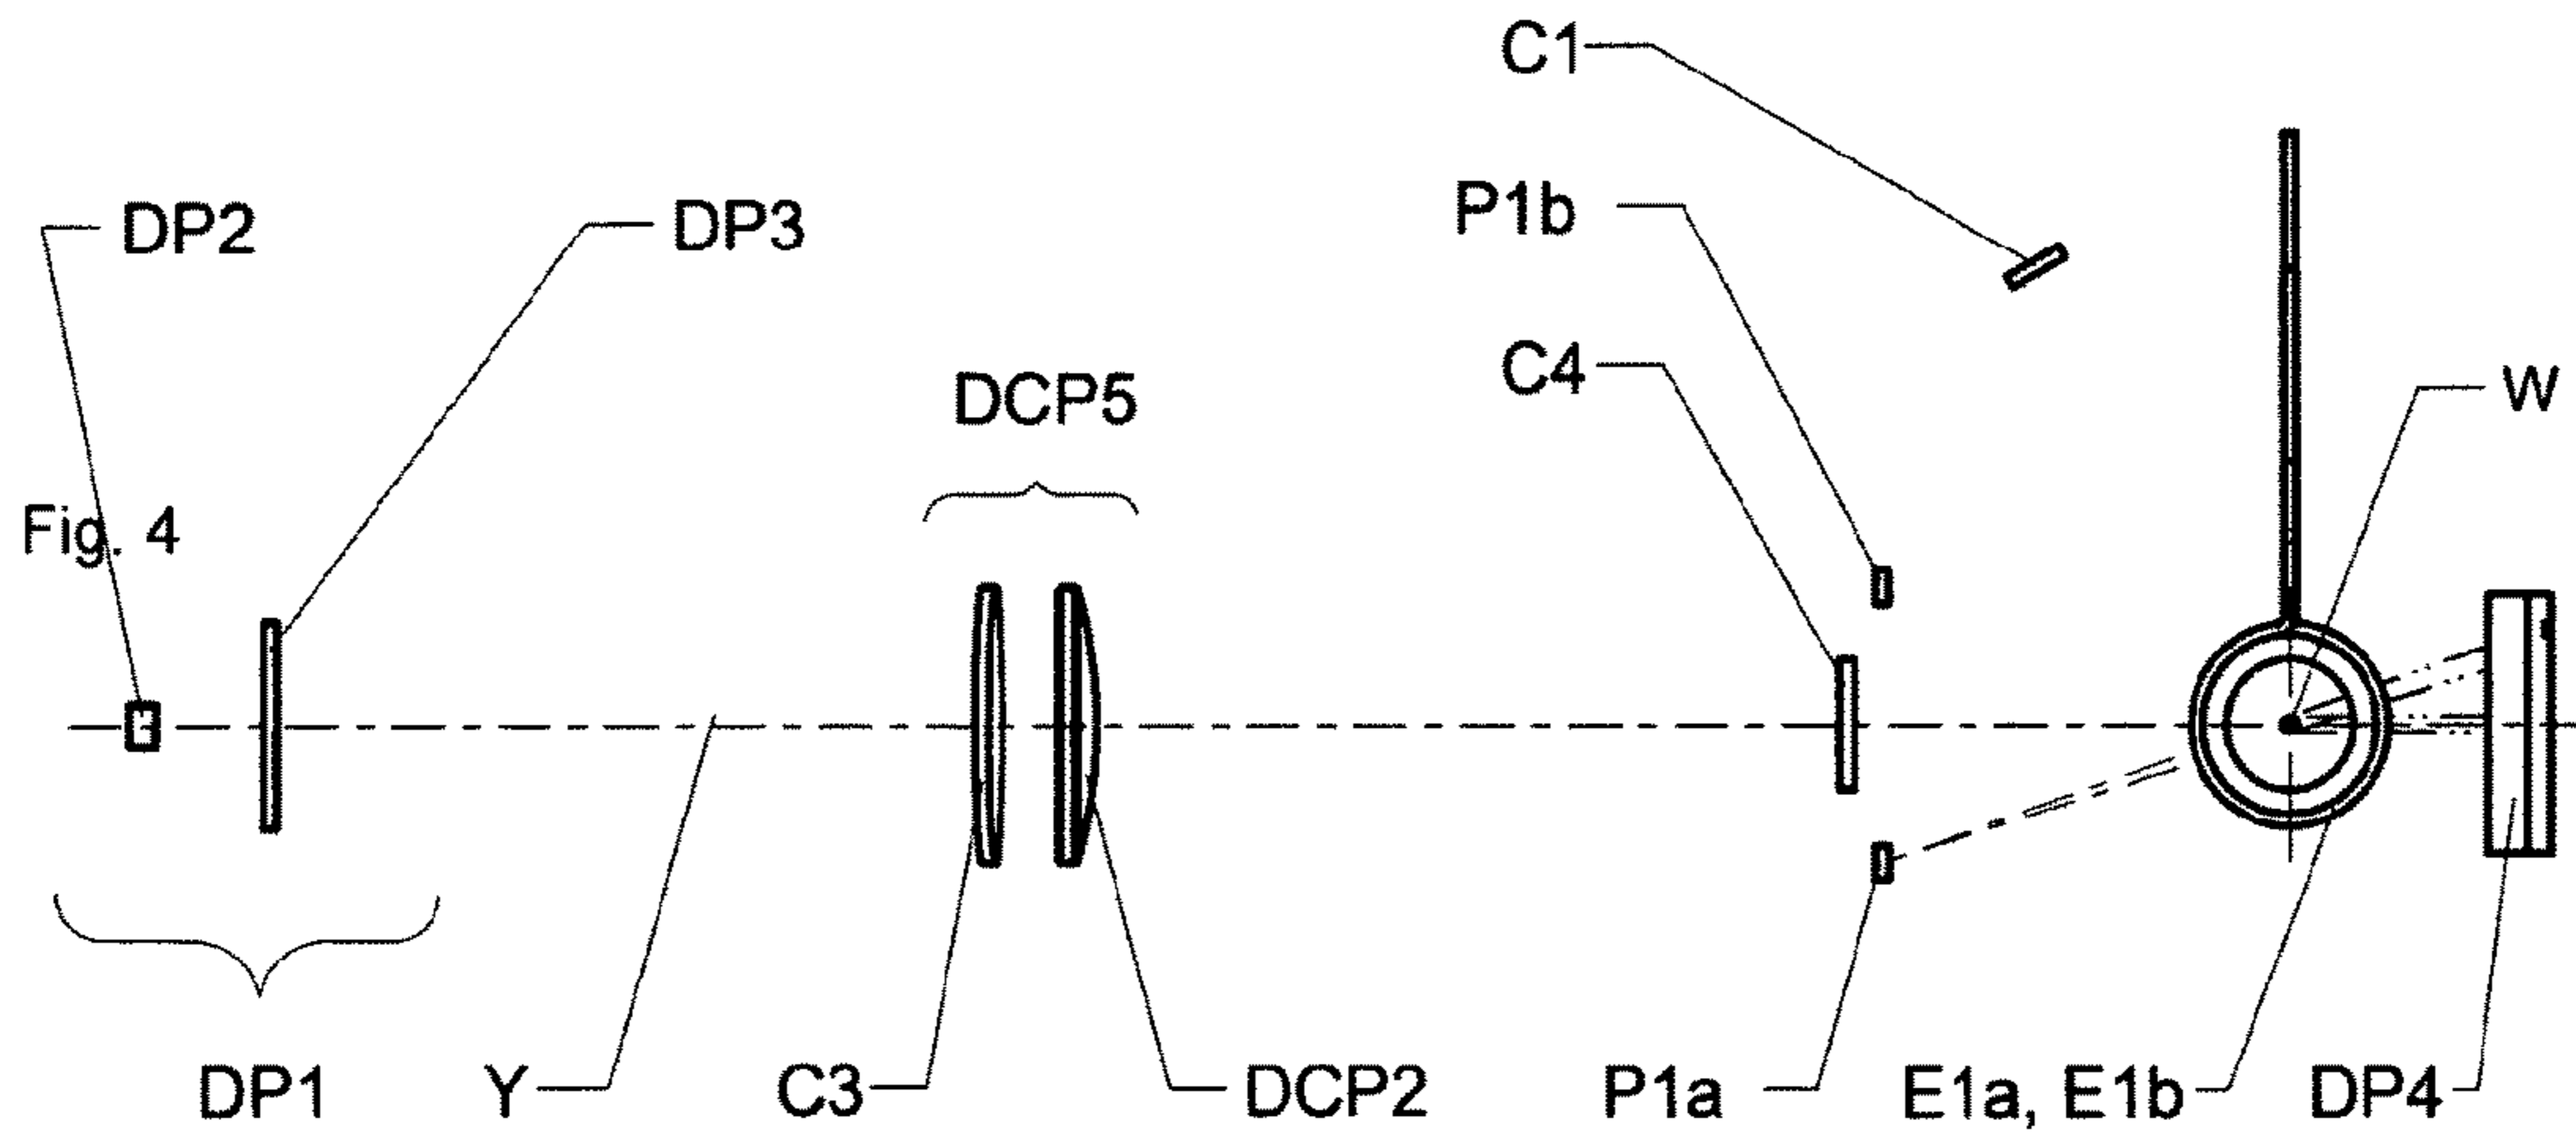 C1
P1b
DP2
DP3
C4
W
DCP5
Fig. 4
DP1
Y
C3
DCP2
P1a
E1a, E1b
DP4